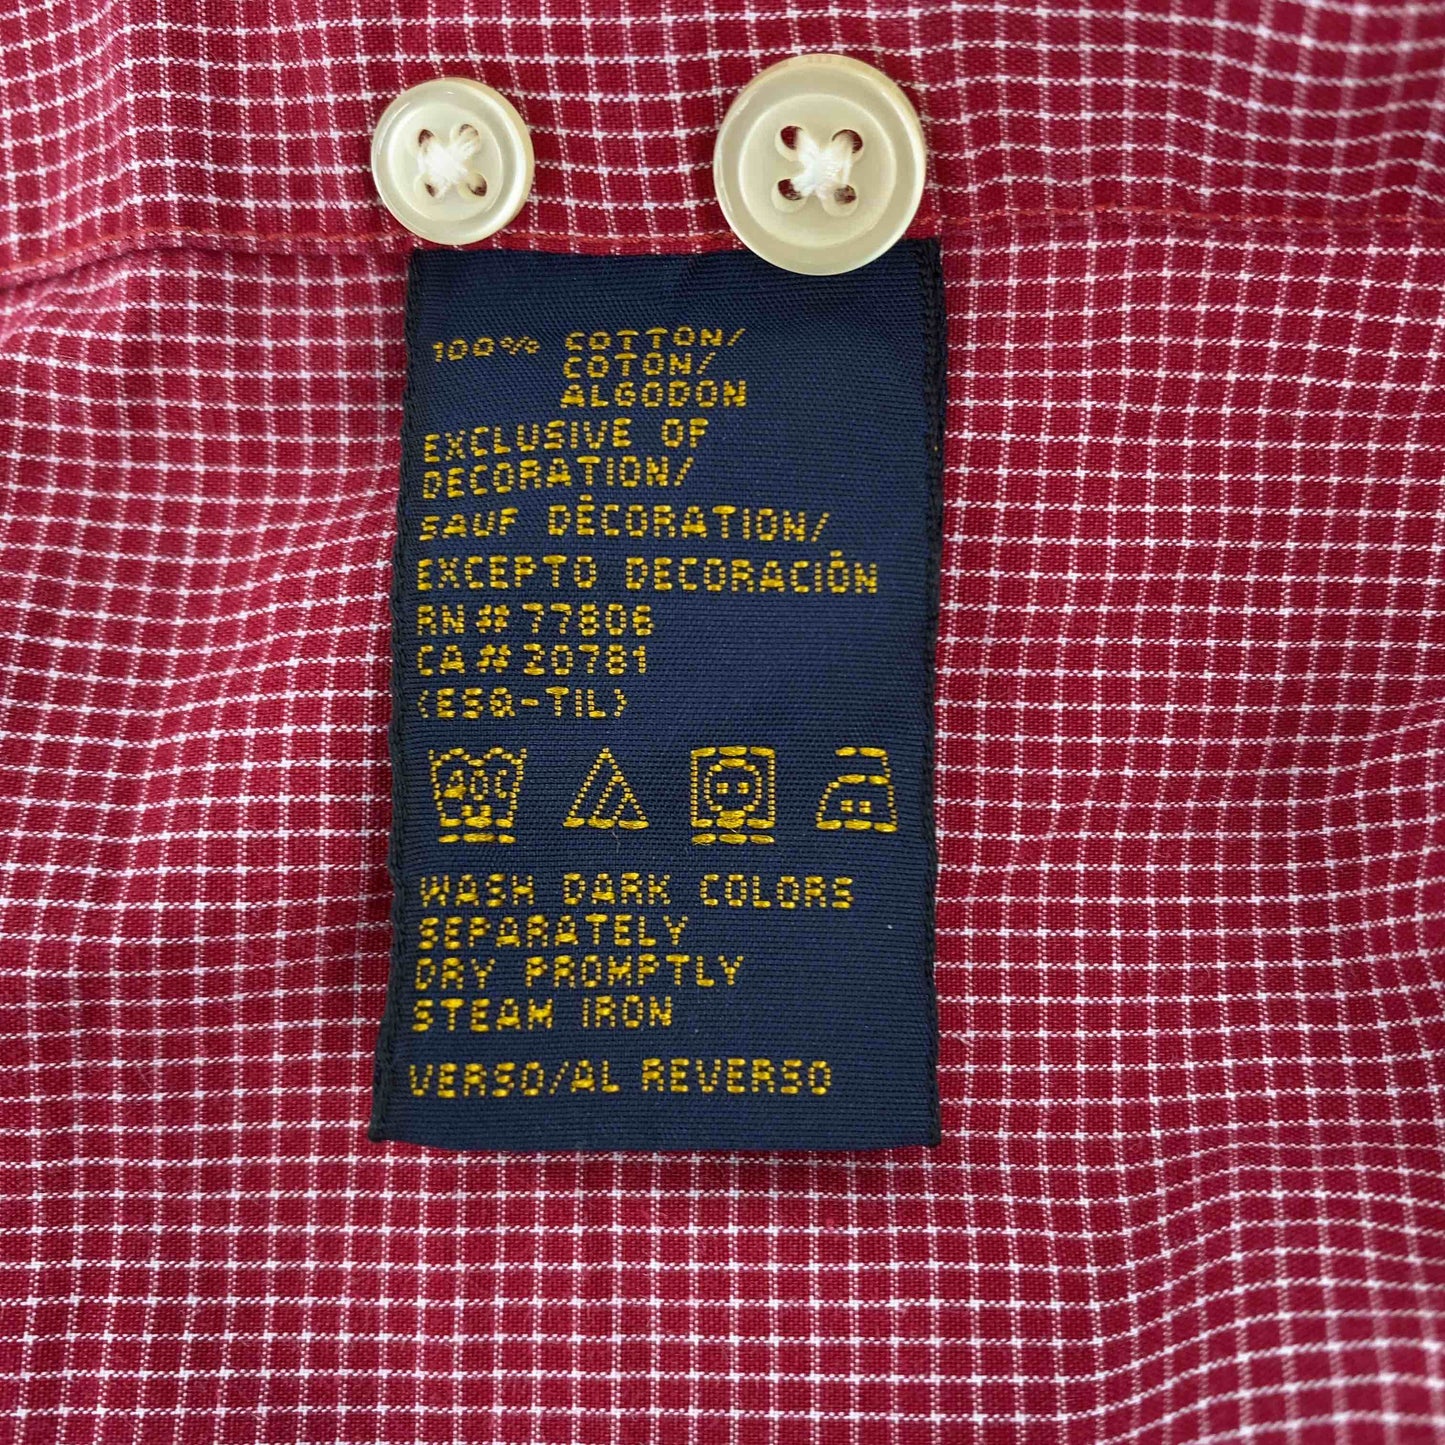 100% COTTON/
COTON/
ALGODON
EXCLUSIVE OF
DECORATION/
SAUF DÉCORATION/
EXCEPTO DECORACIÓN
RN#77806
CA#20781
(ES&-TIL)
40C
WASH DARK COLORS
SEPARATELY
DRY PROMPTLY
STEAM IRON
VERSO/AL REVERSO